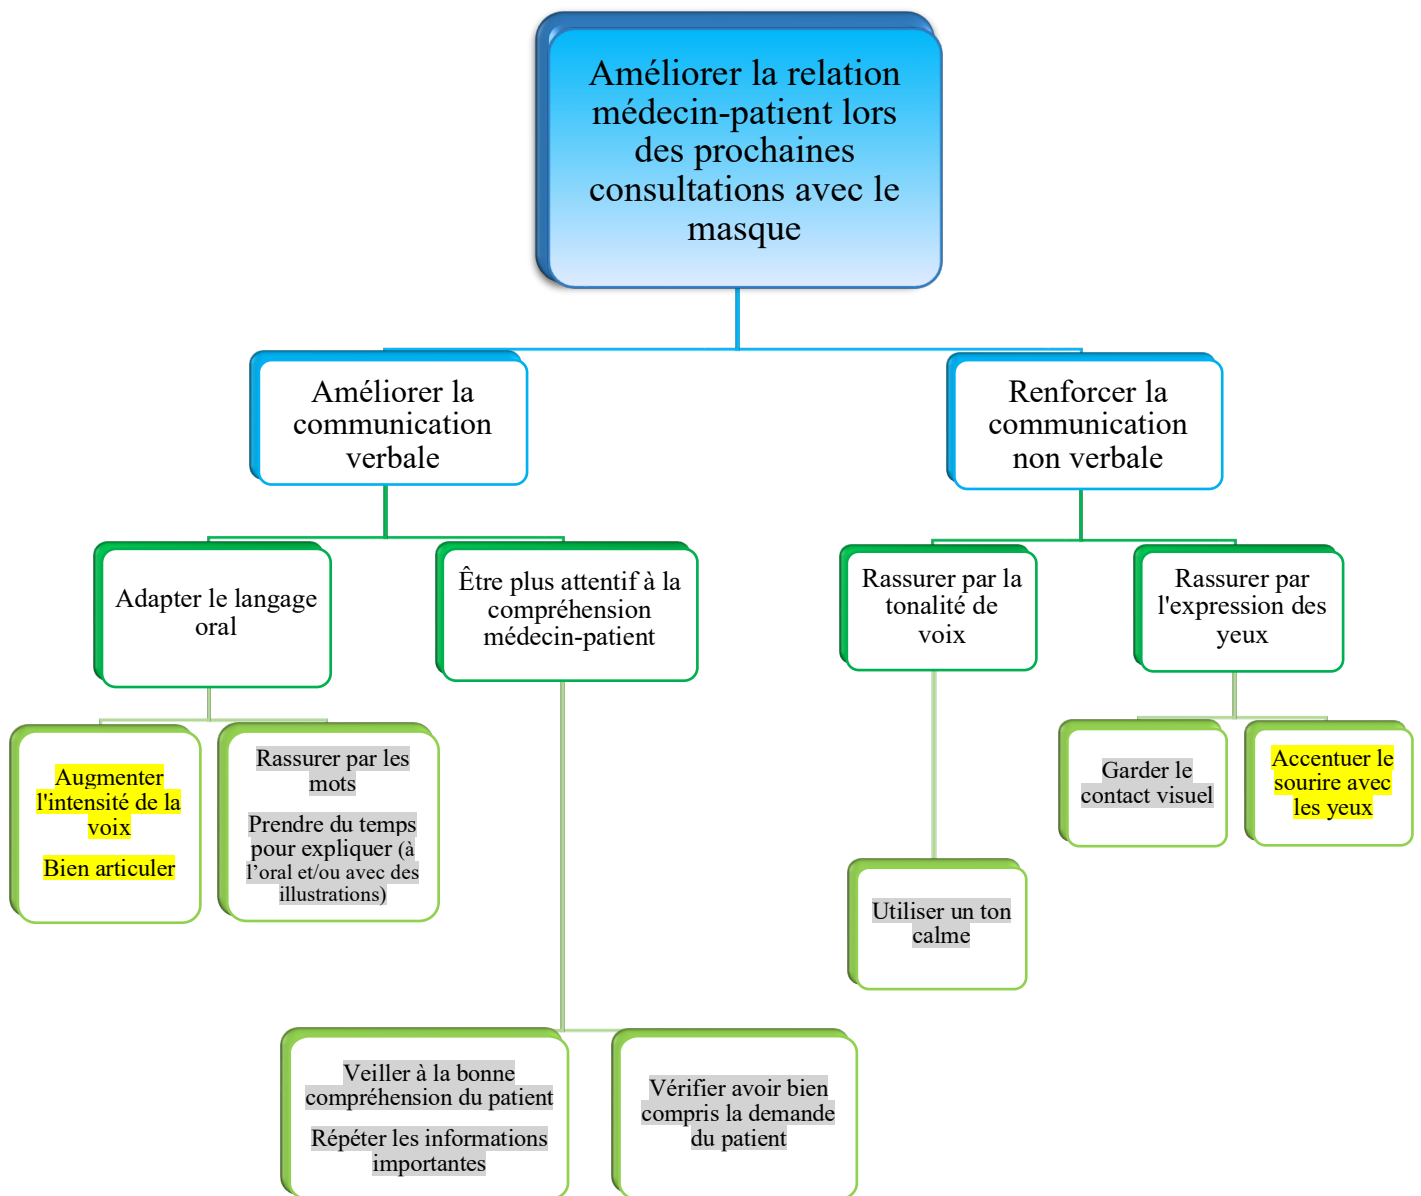 Améliorer la relation
médecin-patient lors
des prochaines
consultations avec le
masque
Améliorer la
communication
verbale
Renforcer la
communication
non verbale
Adapter le langage
oral
Être plus attentif à la
compréhension
médecin-patient
Rassurer par la
tonalité de
voix
Rassurer par
l'expression des
yeux
Augmenter
l'intensité de la
voix
Bien articuler
Rassurer par les
mots
Prendre du temps
pour expliquer (à
l’oral et/ou avec des
illustrations)
Garder le
contact visuel
Accentuer le
sourire avec
les yeux
Utiliser un ton
calme
Veiller à la bonne
compréhension du patient
Répéter les informations
importantes
Vérifier avoir bien
compris la demande
du patient